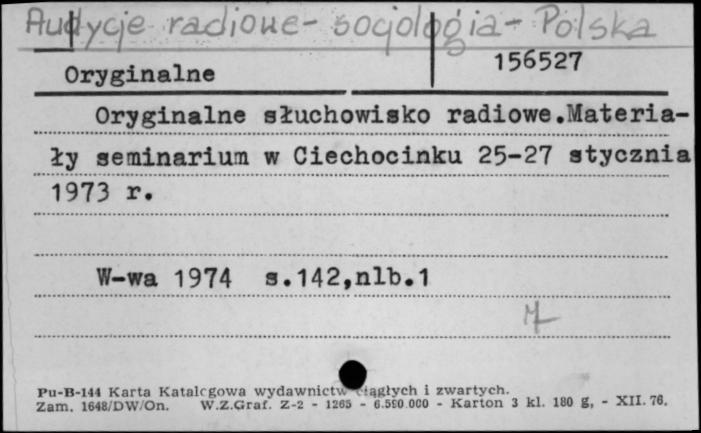 Audycje radiowe - socjologia - Polska
156527
Oryginalne
Oryginalne słuchowisko radiowe.Materia-
ły seminarium w Ciechocinku 25-27 stycznia
1973 r.
W-wa 1974 s.142,nlb.1
Pu-B-144 Karta Katalogowa wydawnictw ciągłych i zwartych.
Zam. 1648/DW/On. W.Z.Graf. Z-2 - 1265 - 6.590.000 - Karton 3 kl. 180 g, - XII. 76.